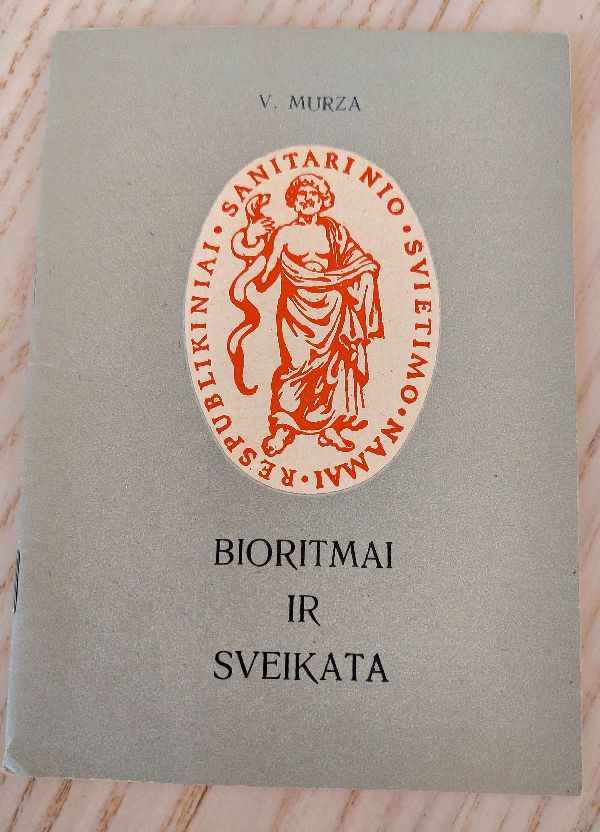 V. MURZA
RESPUBLIKINIAI • SANITARINIO • ŠVIETIMO • NAMAI •
BIORITMAI
IR
SVEIKATA